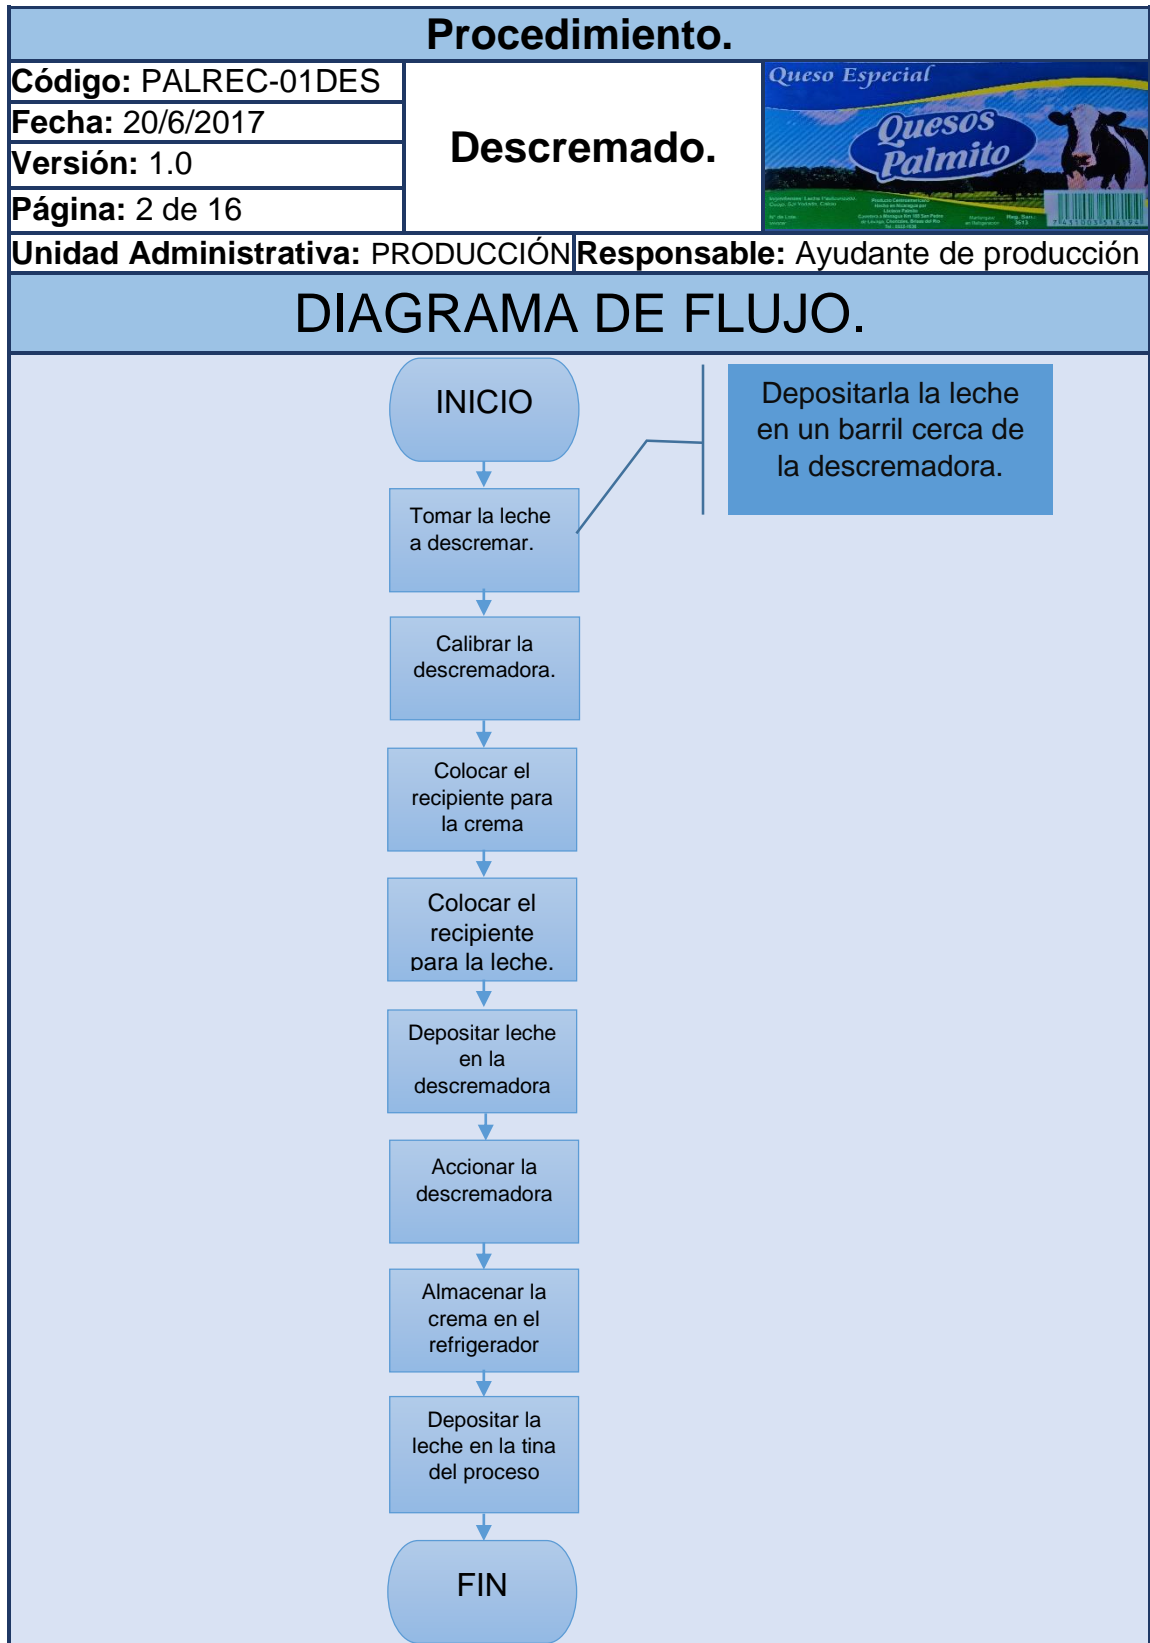 Procedimiento.
Código: PALREC-01DES
Fecha: 20/6/2017
Versión: 1.0
Página: 2 de 16
Descremado.
Queso Especial
Quesos
Palmito
Unidad Administrativa: PRODUCCIÓN
Responsable: Ayudante de producción
DIAGRAMA DE FLUJO.
INICIO
Depositarla la leche
en un barril cerca de
la descremadora.
Tomar la leche
a descremar.
Calibrar la
descremadora.
Colocar el
recipiente para
la crema
Colocar el
recipiente
para la leche.
Depositar leche
en la
descremadora
Accionar la
descremadora
Almacenar la
crema en el
refrigerador
Depositar la
leche en la tina
del proceso
FIN